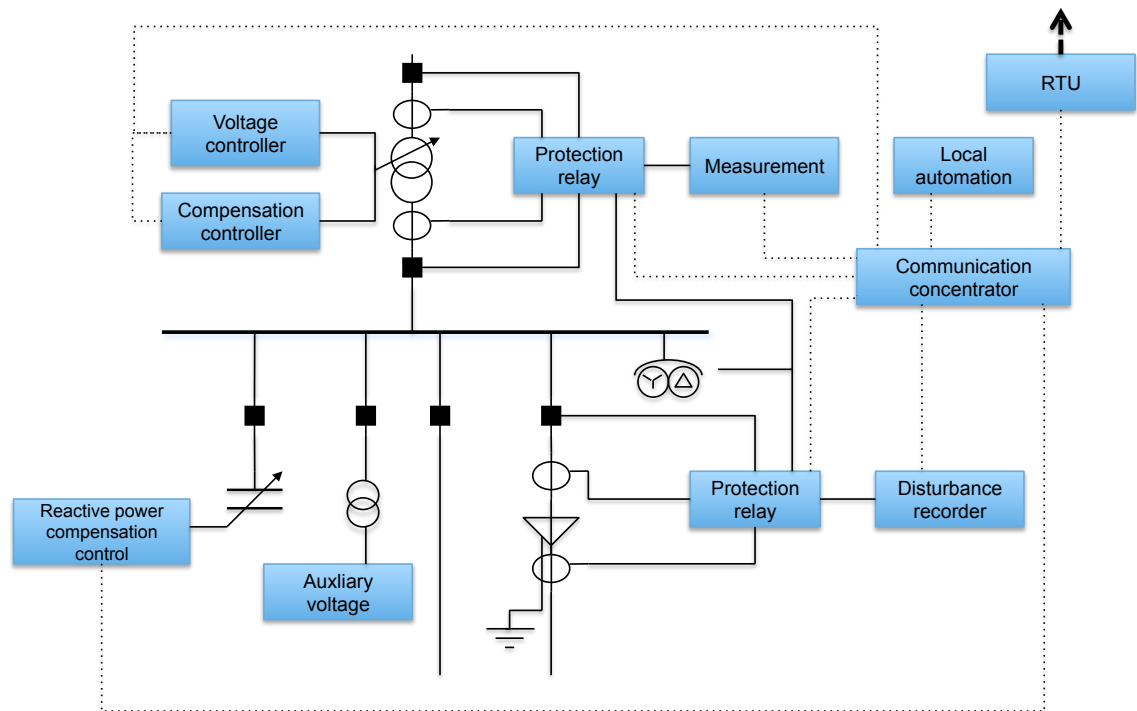 RTU
Voltage
controller
Protection
relay
Measurement
Local
automation
Compensation
controller
Communication
concentrator
Reactive power
compensation
control
Auxliary
voltage
Protection
relay
Disturbance
recorder